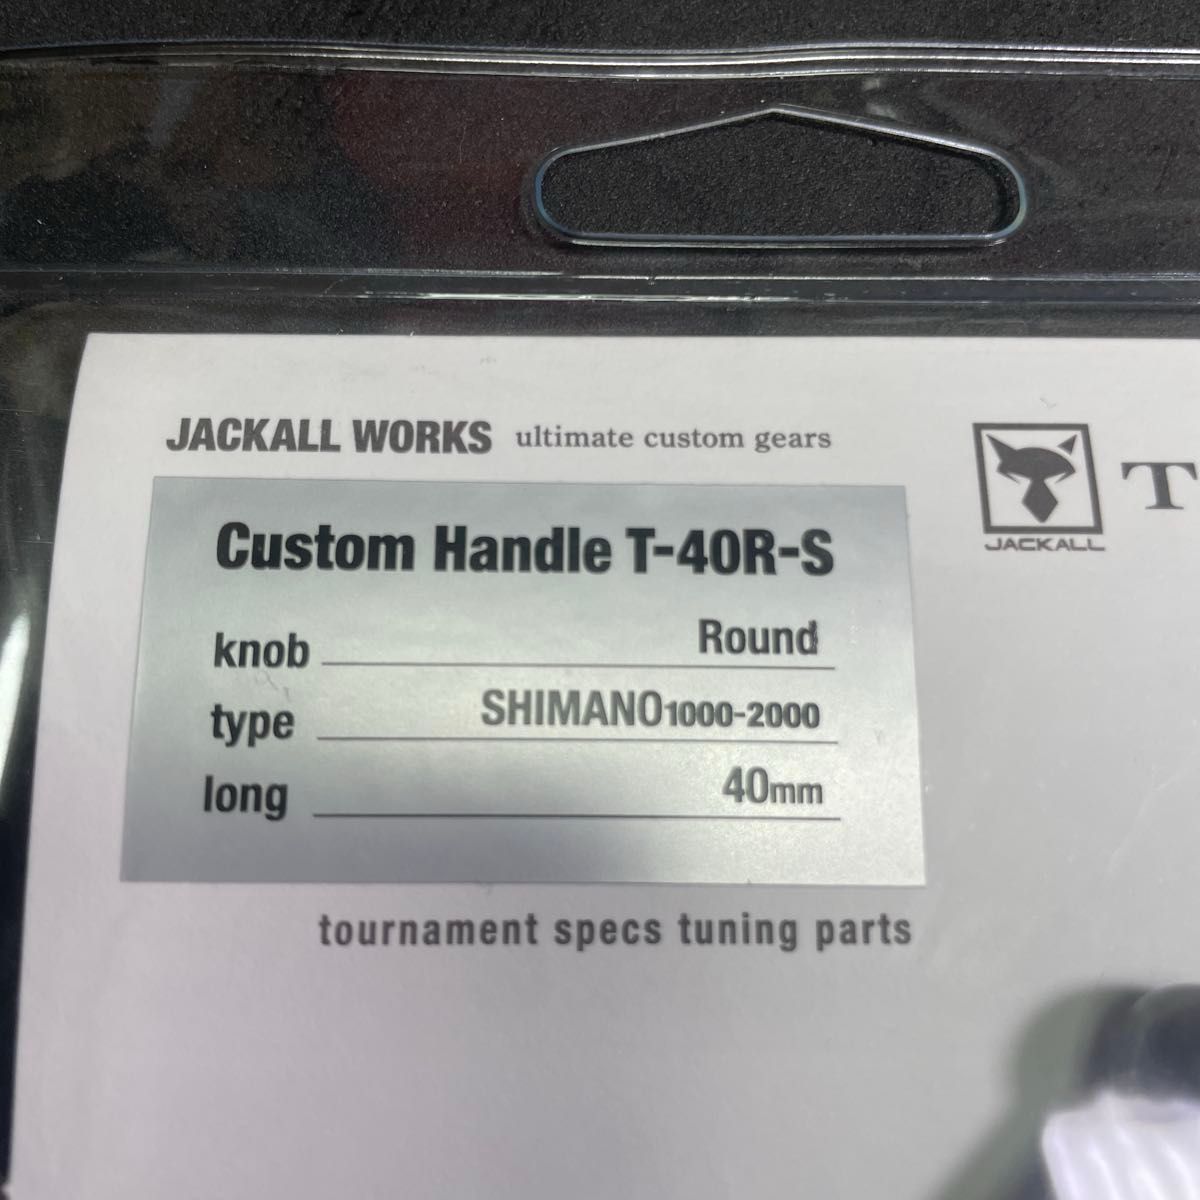 JACKALL WORKS ultimate custom gears
T
JACKALL
Custom Handle T-40R-S
knob Round
type SHIMANO1000-2000
long 40mm
tournament specs tuning parts